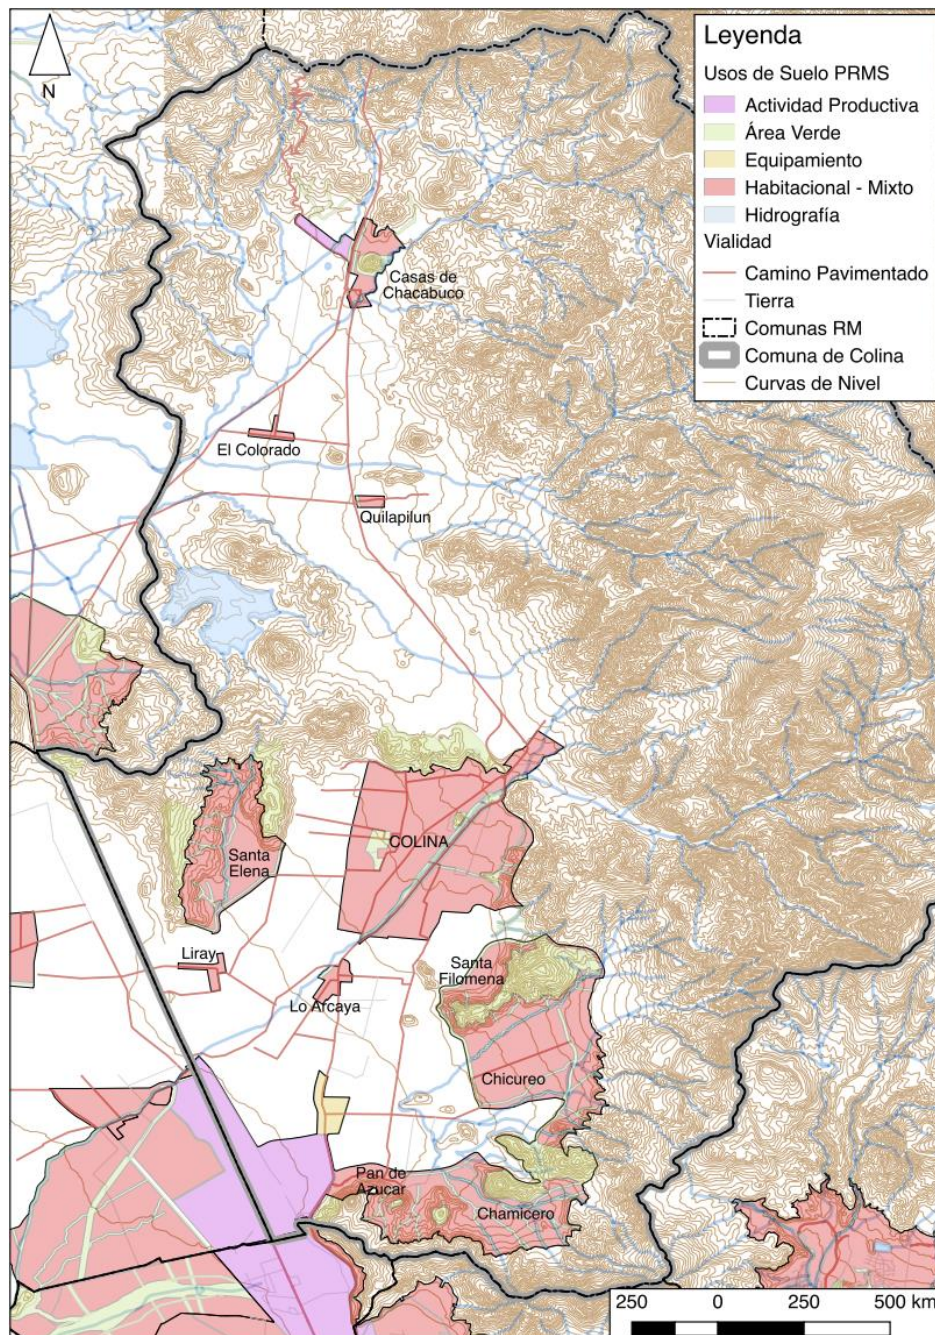 N
Leyenda
Usos de Suelo PRMS
Actividad Productiva
Área Verde
Equipamiento
Habitacional - Mixto
Hidrografía
Vialidad
Camino Pavimentado
Tierra
Comunas RM
Comuna de Colina
Curvas de Nivel
Casas de
Chacabuco
El Colorado
Quilapilun
COLINA
Santa
Elena
Liray
Santa
Filomena
Lo Arcaya
Chicureo
Pan de
Azucar
Chamicero
250 0 250 500 km